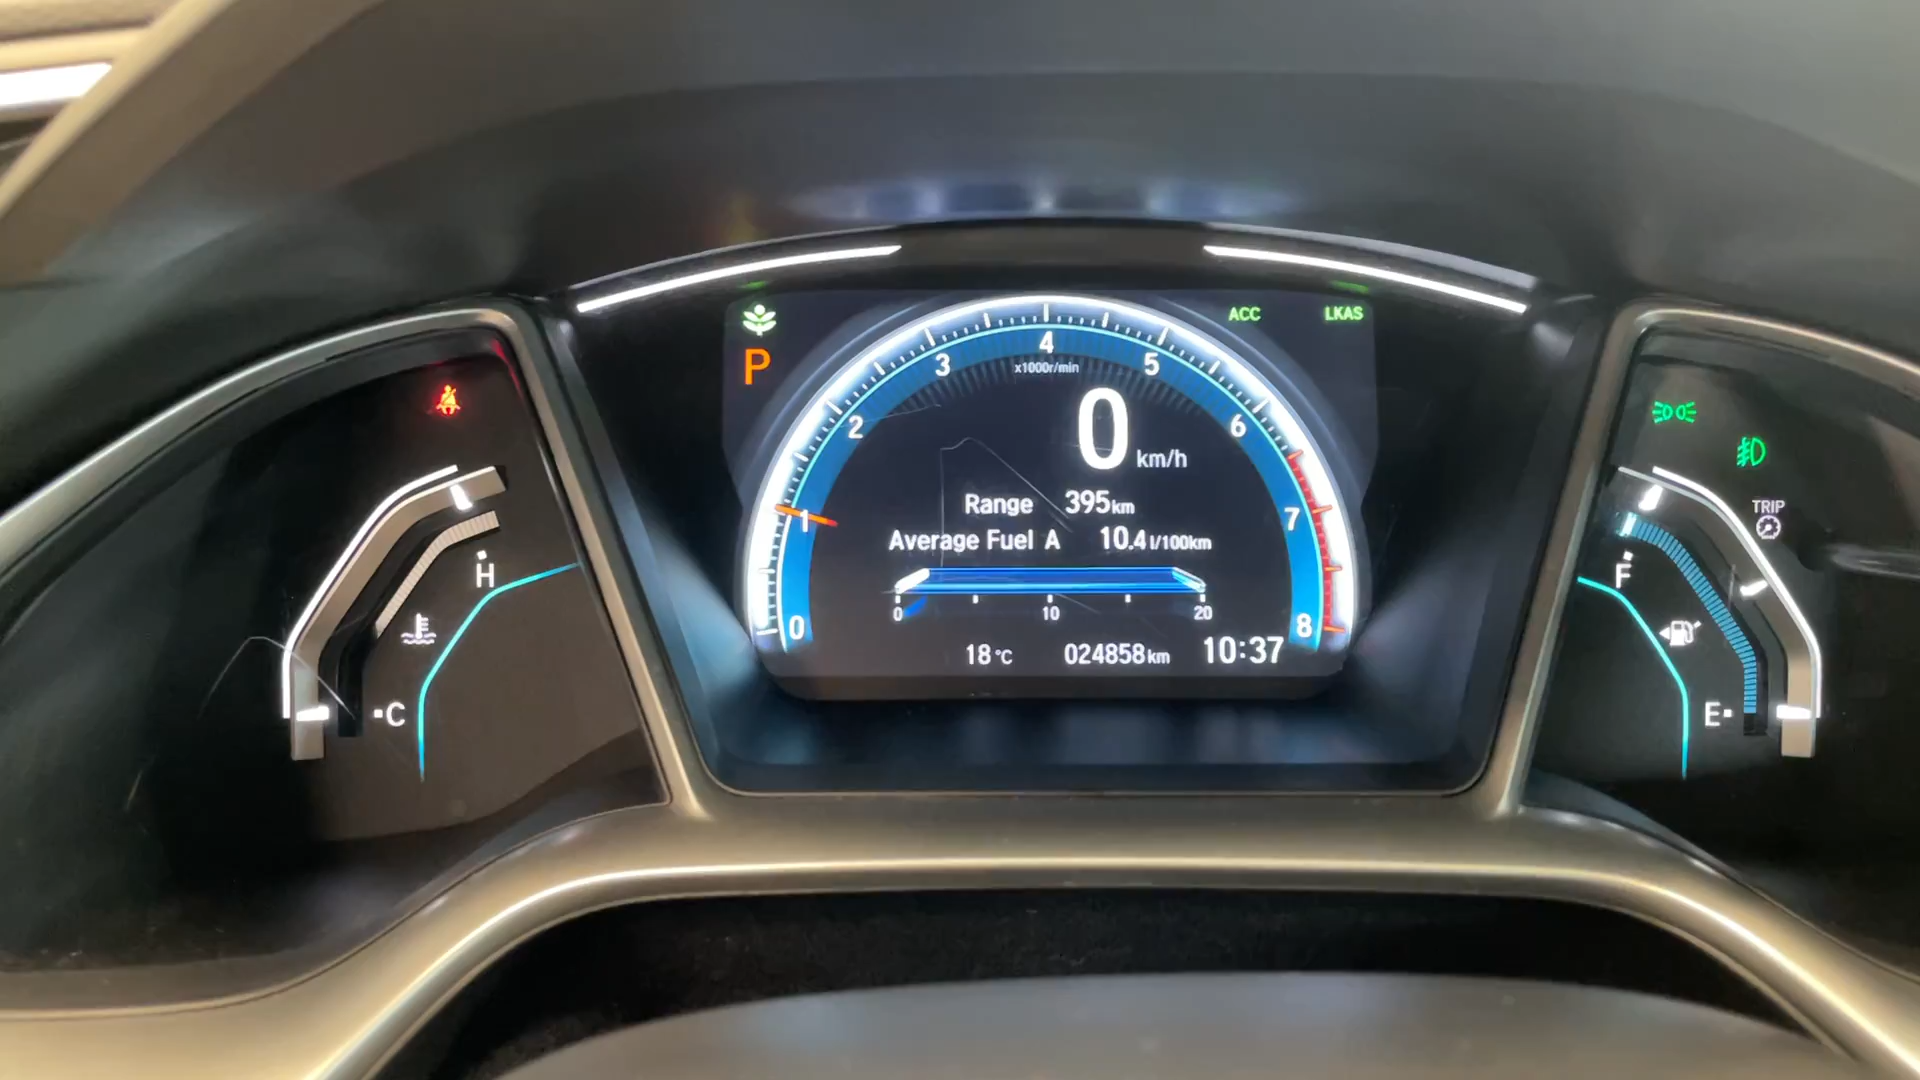 ACC LKAS
P
4
3 5
x1000r/min
2 6
0 km/h
1 7
Range 395km
Average Fuel A 10.4 l/100km
0 10 20
0 8
18°C 024858km 10:37
H
C
TRIP
F
E